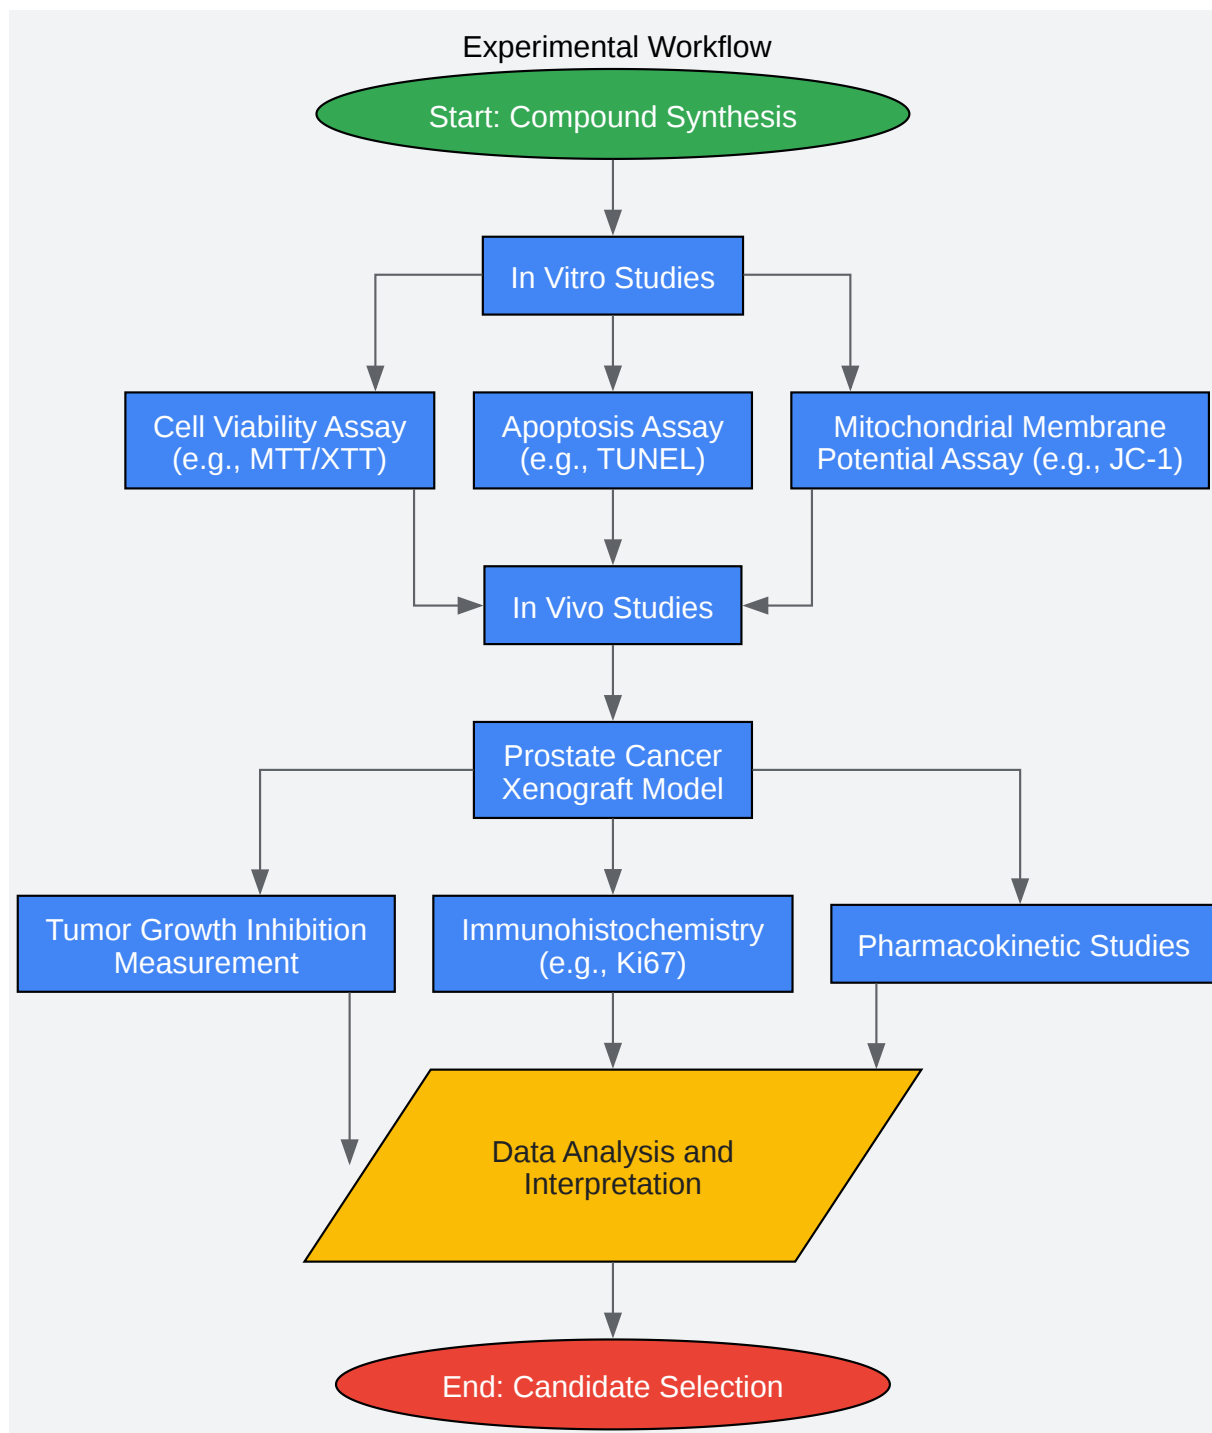 Experimental Workflow
Start: Compound Synthesis
In Vitro Studies
Cell Viability Assay
(e.g., MTT/XTT)
Apoptosis Assay
(e.g., TUNEL)
Mitochondrial Membrane
Potential Assay (e.g., JC-1)
In Vivo Studies
Prostate Cancer
Xenograft Model
Tumor Growth Inhibition
Measurement
Immunohistochemistry
(e.g., Ki67)
Pharmacokinetic Studies
Data Analysis and
Interpretation
End: Candidate Selection